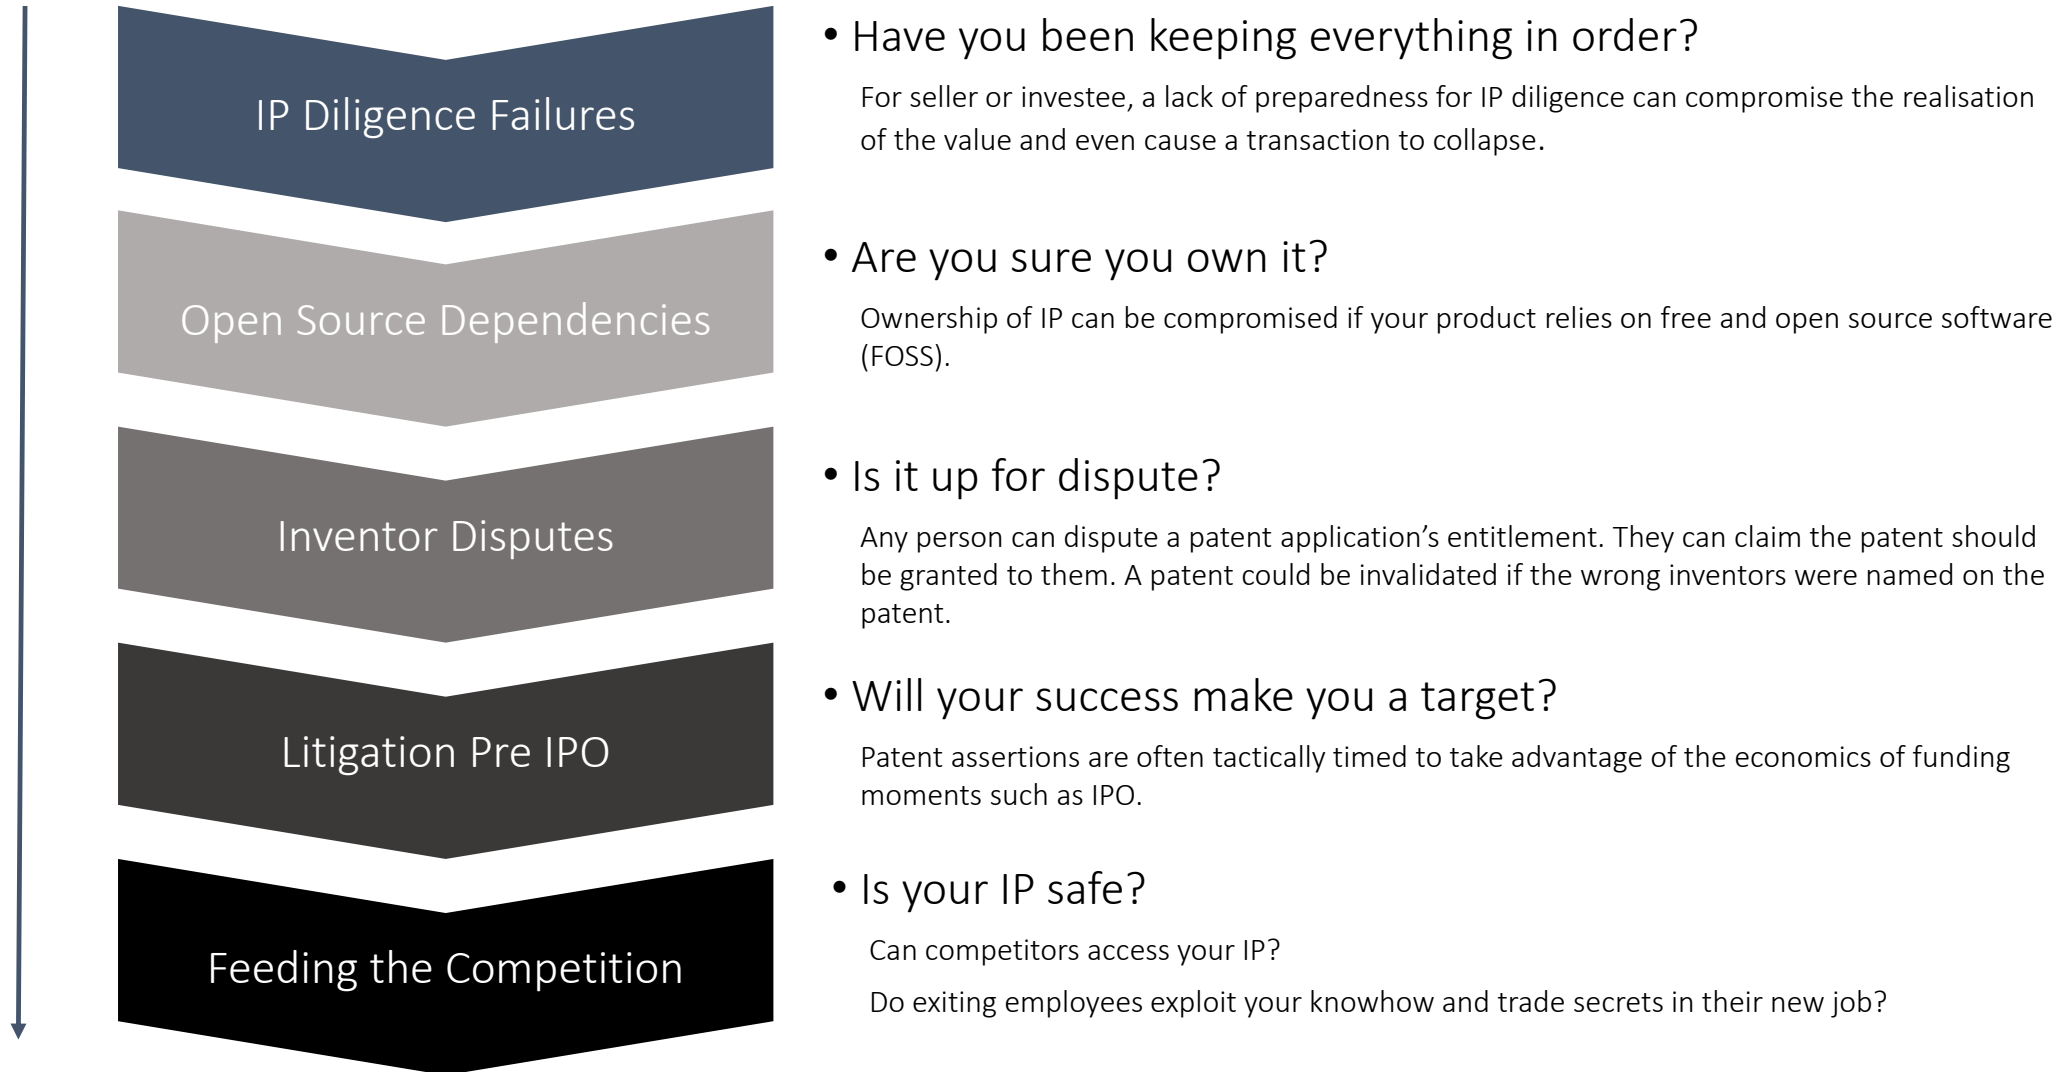 IP Diligence Failures
• Have you been keeping everything in order?
For seller or investee, a lack of preparedness for IP diligence can compromise the realisation
of the value and even cause a transaction to collapse.
Open Source Dependencies
• Are you sure you own it?
Ownership of IP can be compromised if your product relies on free and open source software
(FOSS).
Inventor Disputes
• Is it up for dispute?
Any person can dispute a patent application’s entitlement. They can claim the patent should
be granted to them. A patent could be invalidated if the wrong inventors were named on the
patent.
Litigation Pre IPO
• Will your success make you a target?
Patent assertions are often tactically timed to take advantage of the economics of funding
moments such as IPO.
Feeding the Competition
• Is your IP safe?
Can competitors access your IP?
Do exiting employees exploit your knowhow and trade secrets in their new job?